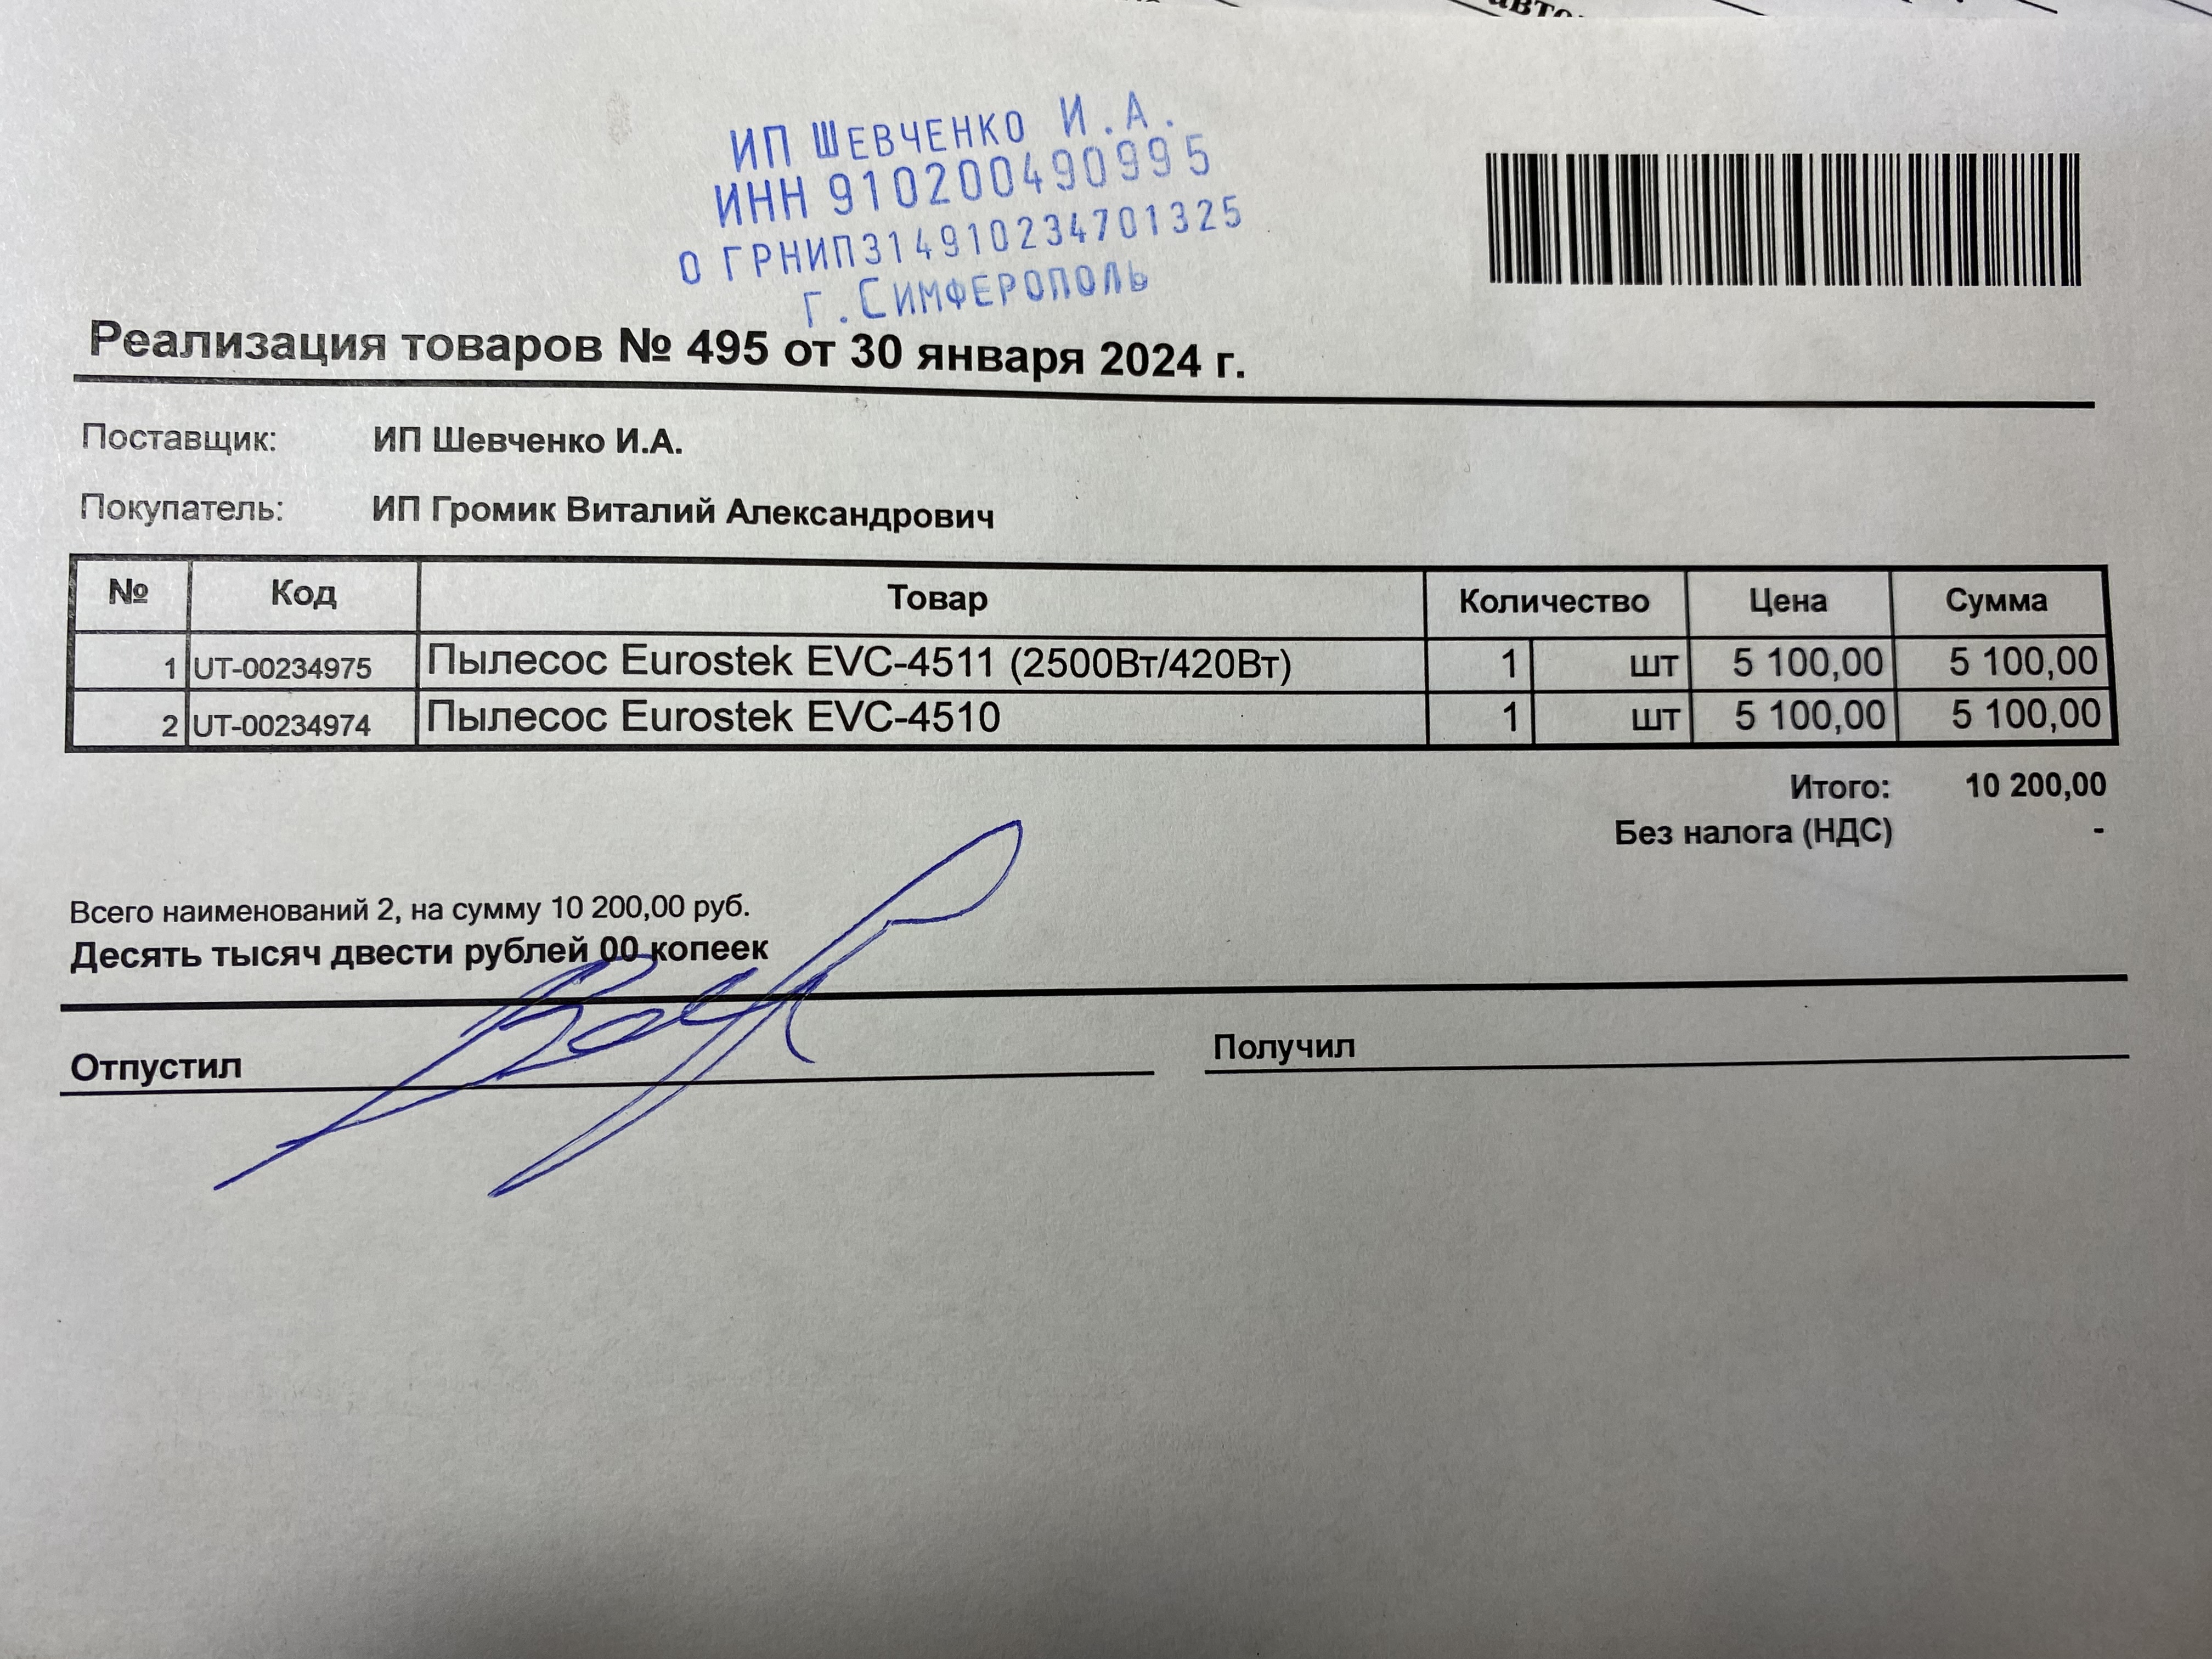 ИП ШЕВЧЕНКО И.А.
ИНН 910200490995
ОГРНИП314910234701325
г. СИМФЕРОПОЛЬ
Реализация товаров № 495 от 30 января 2024 г.
Поставщик: ИП Шевченко И.А.
Покупатель: ИП Громик Виталий Александрович
№ Код Товар Количество Цена Сумма
1 UT-00234975 Пылесос Eurostek EVC-4511 (2500Вт/420Вт) 1 шт 5 100,00 5 100,00
2 UT-00234974 Пылесос Eurostek EVC-4510 1 шт 5 100,00 5 100,00
Итого: 10 200,00
Без налога (НДС) -
Всего наименований 2, на сумму 10 200,00 руб.
Десять тысяч двести рублей 00 копеек
Отпустил Получил